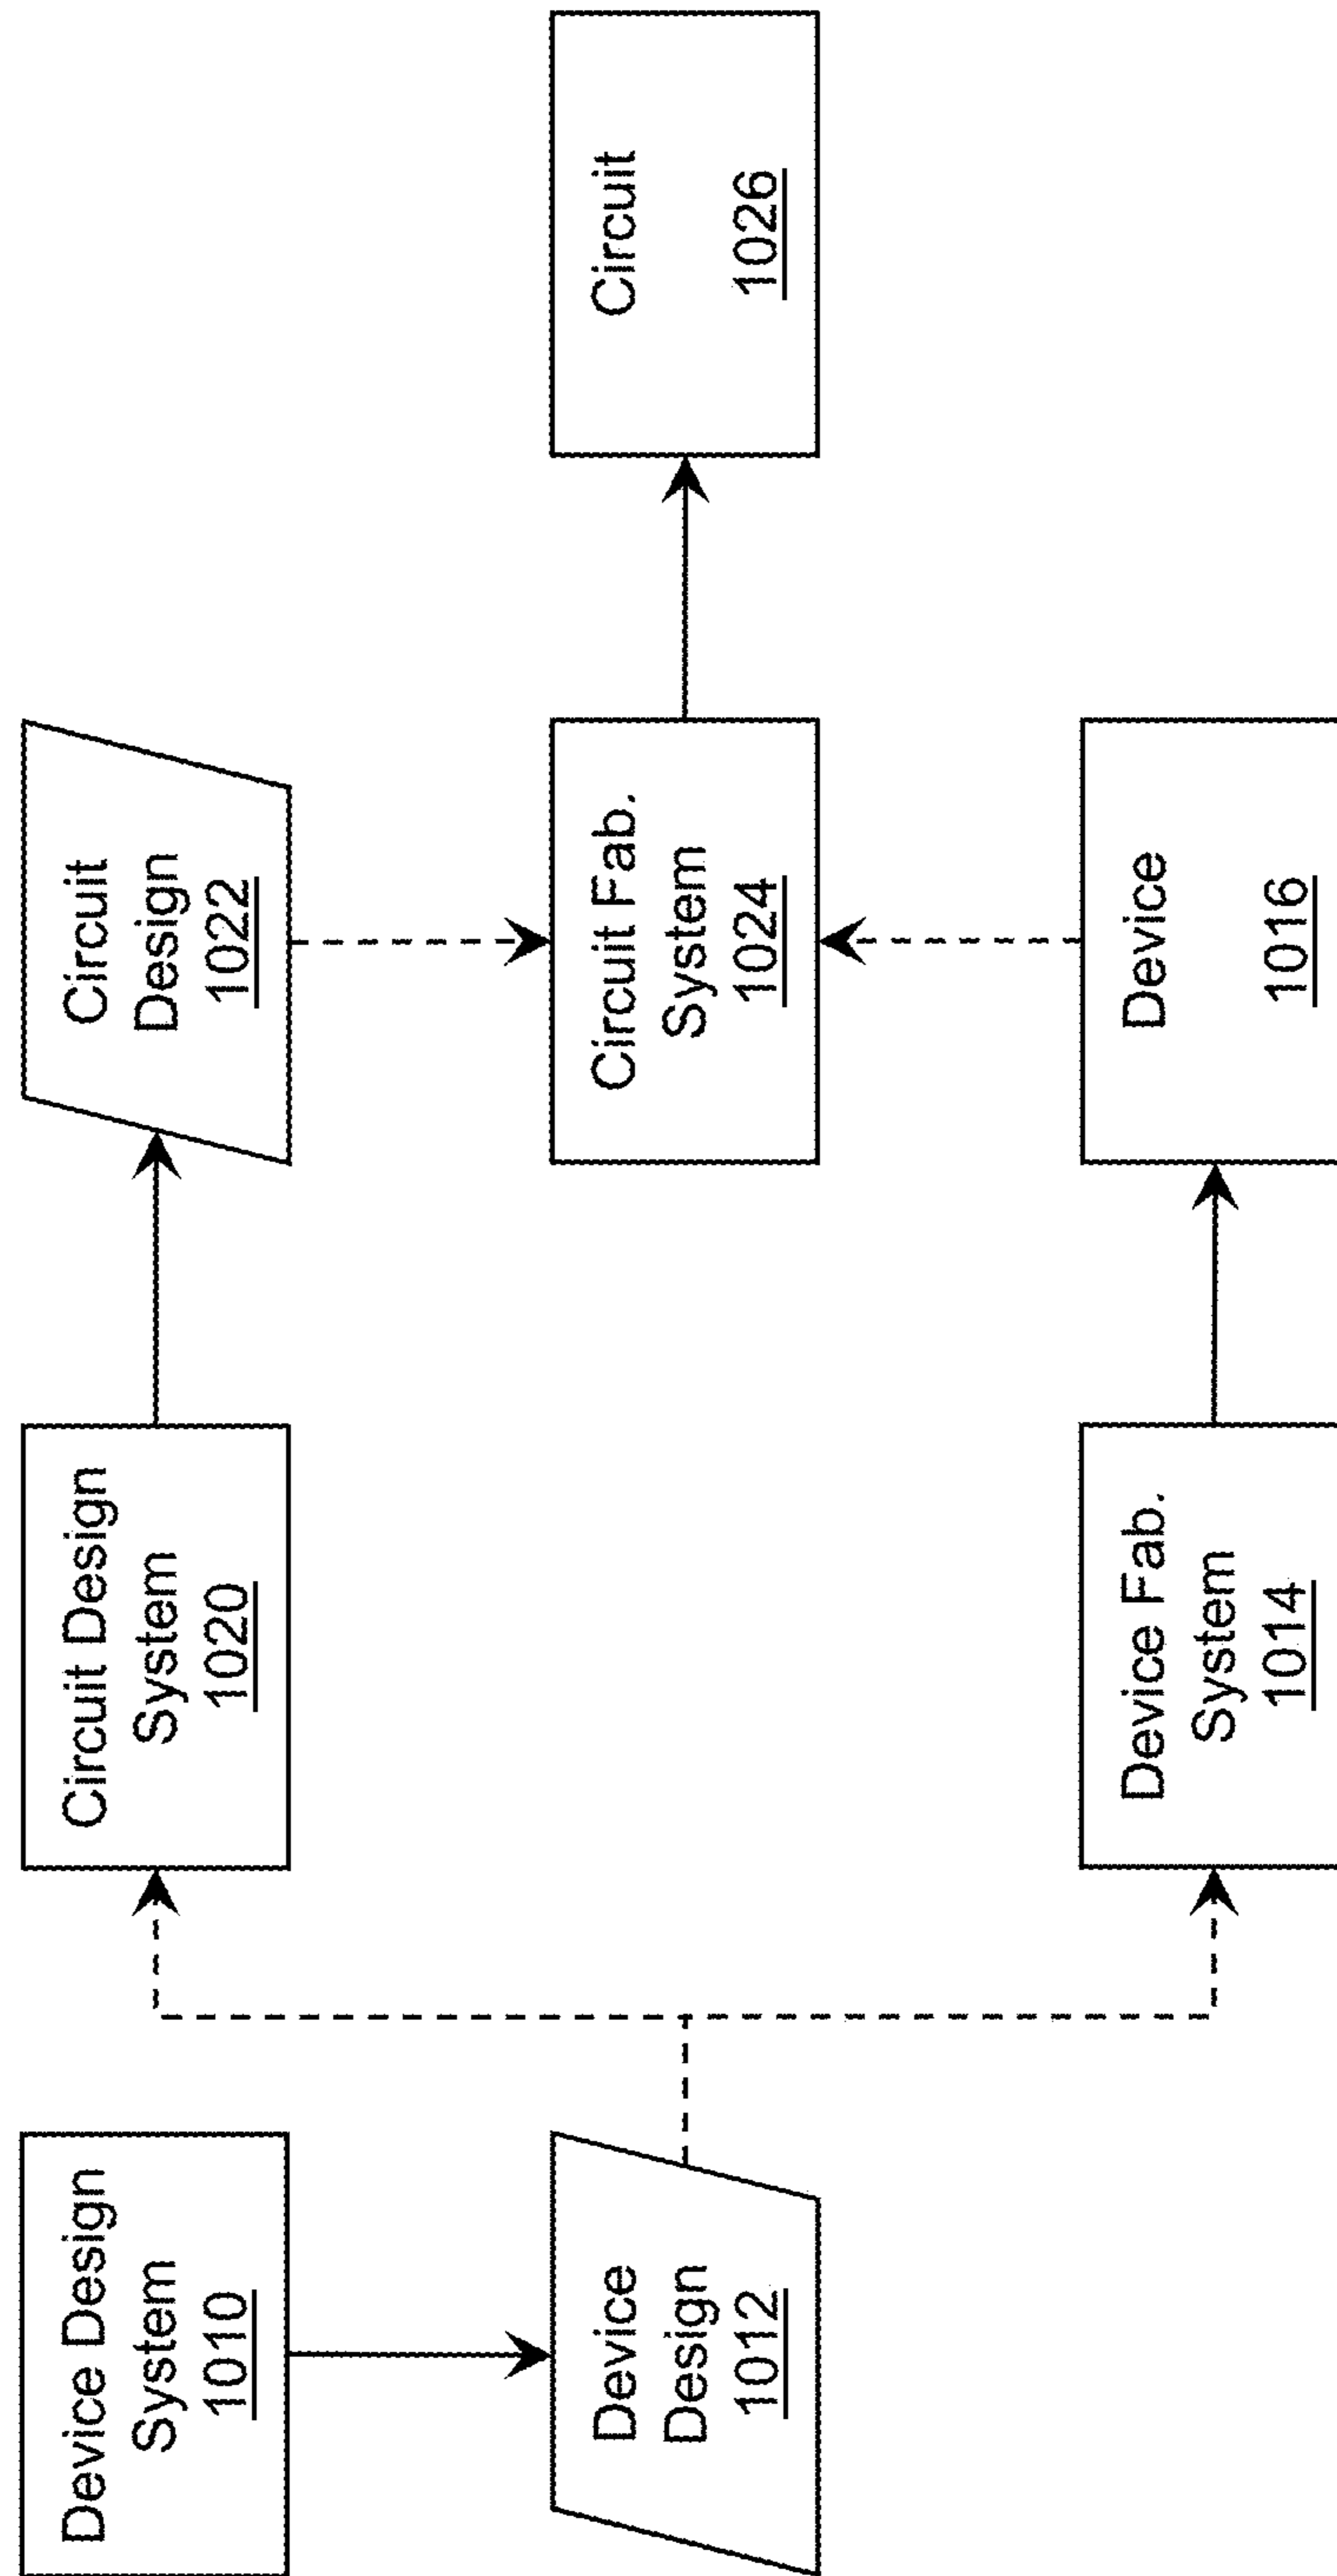 Device Design
System
1010
Circuit Design
System
1020
Circuit
Design
1022
Device
Design
1012
Circuit Fab.
System
1024
Circuit
1026
Device Fab.
System
1014
Device
1016